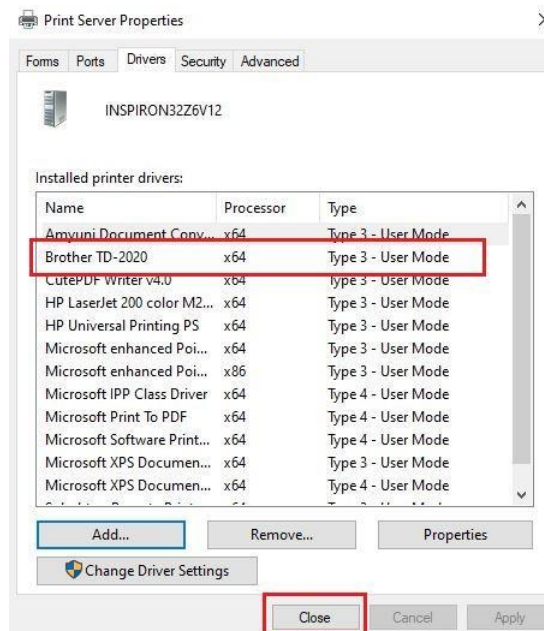 Print Server Properties
Forms Ports Drivers Security Advanced
INSPIRON32Z6V12
Installed printer drivers:
Name Processor Type
Amyuni Document Conv... x64 Type 3 - User Mode
Brother TD-2020 x64 Type 3 - User Mode
CutePDF Writer v4.0 x64 Type 3 - User Mode
HP LaserJet 200 color M2... x64 Type 3 - User Mode
HP Universal Printing PS x64 Type 3 - User Mode
Microsoft enhanced Poi... x64 Type 3 - User Mode
Microsoft enhanced Poi... x86 Type 3 - User Mode
Microsoft IPP Class Driver x64 Type 4 - User Mode
Microsoft Print To PDF x64 Type 4 - User Mode
Microsoft Software Print... x64 Type 4 - User Mode
Microsoft XPS Documen... x64 Type 3 - User Mode
Microsoft XPS Documen... x64 Type 4 - User Mode
Add... Remove... Properties
Change Driver Settings
Close Cancel Apply